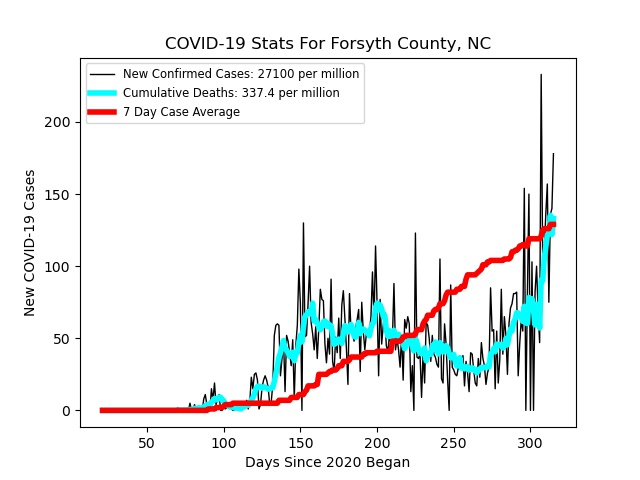 COVID-19 Stats For Forsyth County, NC
New Confirmed Cases: 27100 per million
Cumulative Deaths: 337.4 per million
7 Day Case Average
New COVID-19 Cases
200
150
100
50
0
50 100 150 200 250 300
Days Since 2020 Began